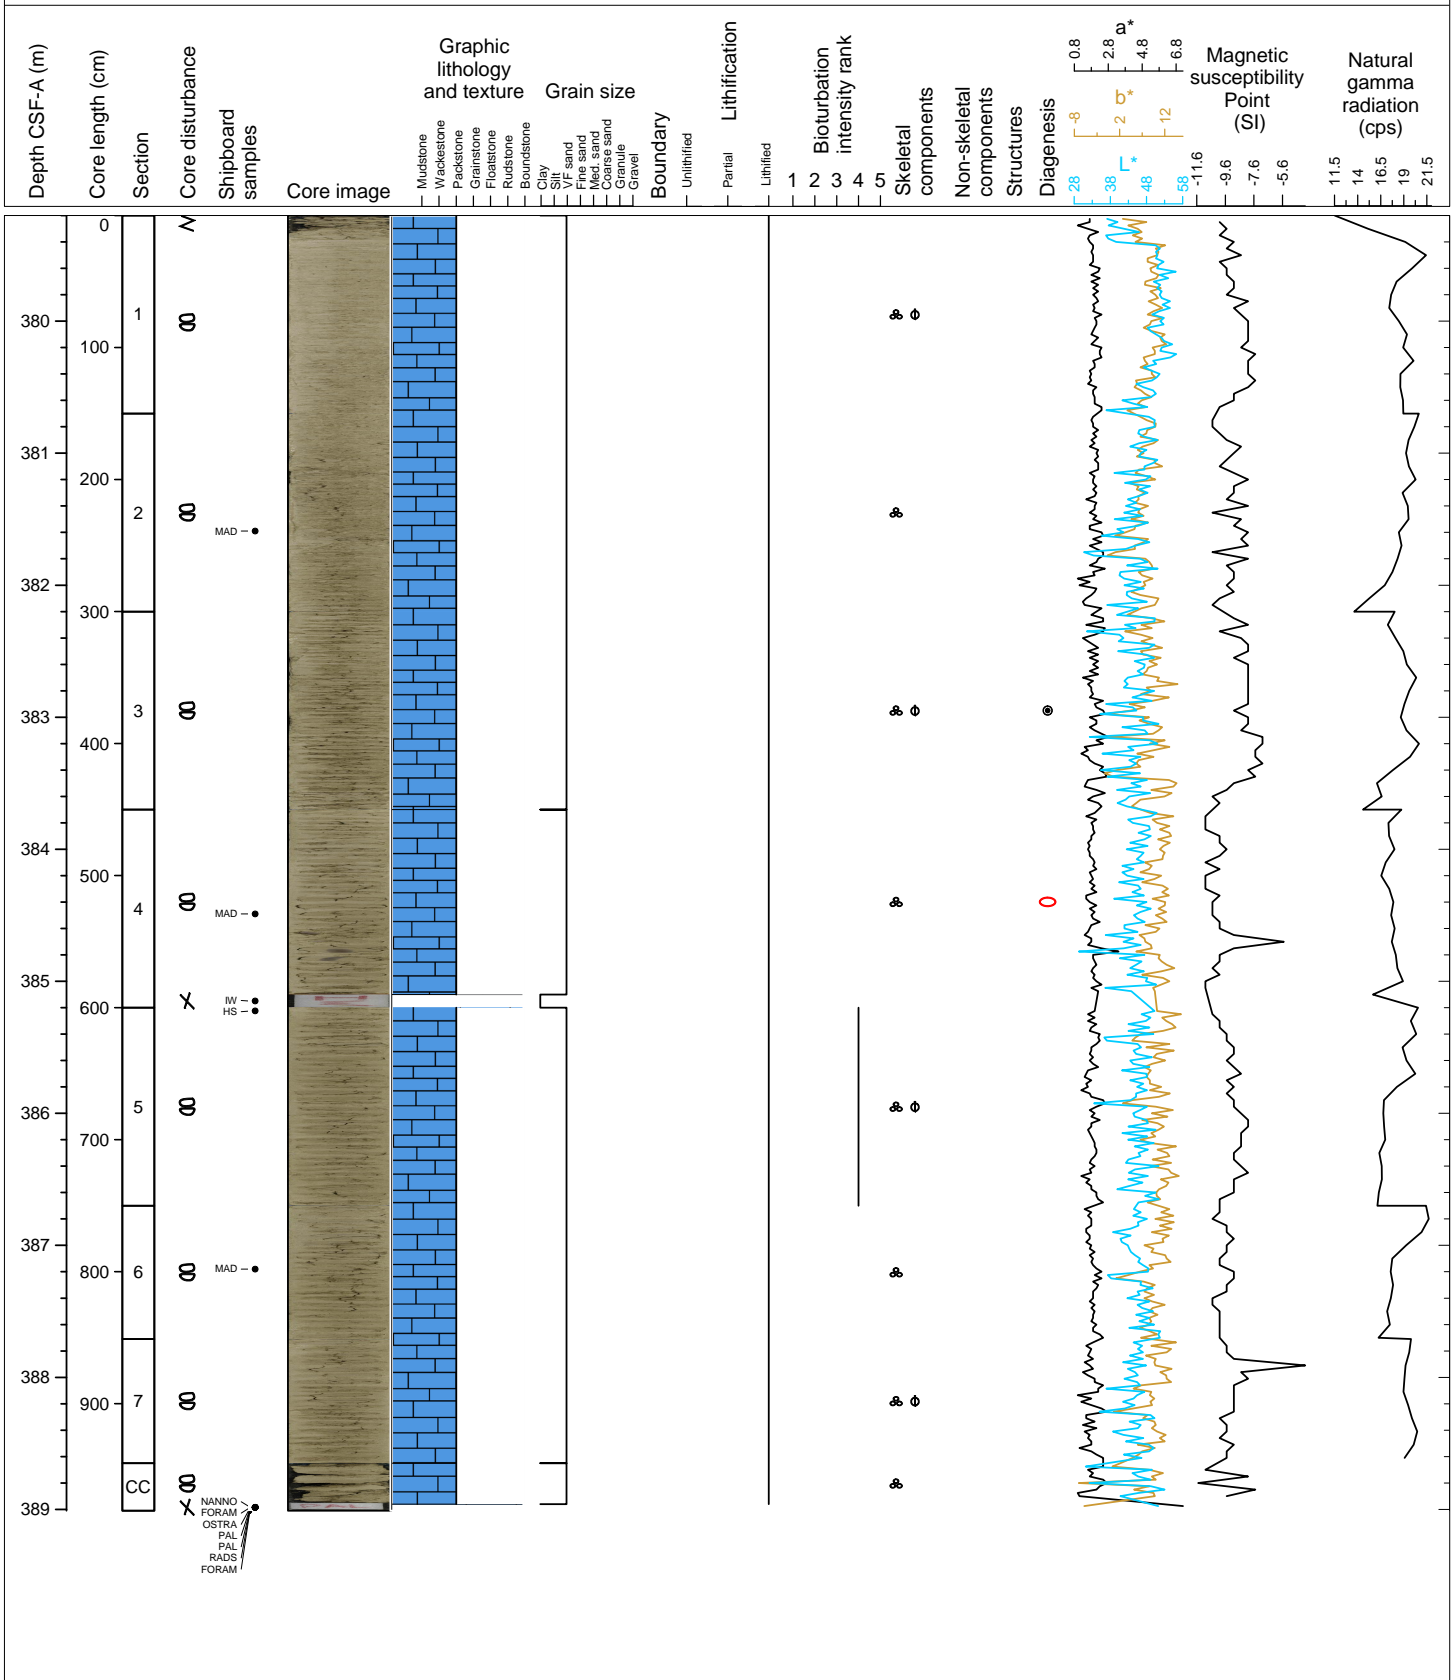 Depth CSF-A (m)
Core length (cm)
Section
Core disturbance
Shipboard
samples
Core image
Graphic
lithology
and texture
Mudstone
Wackestone
Packstone
Grainstone
Floatstone
Rudstone
Boundstone
Grain size
Clay
Silt
VF sand
Fine sand
Med. sand
Coarse sand
Granule
Gravel
Boundary
Lithification
Unlithified
Partial
Lithified
Bioturbation
intensity rank
1 2 3 4 5
Skeletal
components
Non-skeletal
components
Structures
Diagenesis
a*
0.8 2.8 4.8 6.8
b*
-8 2 12
L*
28 38 48 58
Magnetic
susceptibility
Point
(SI)
-11.6 -9.6 -7.6 -5.6
Natural
gamma
radiation
(cps)
11.5 14 16.5 19 21.5
0
380
1
100
381
200
2
MAD
382
300
383
3
400
384
500
4
MAD
385
IW
600
HS
5
386
700
387
6
MAD
800
388
7
900
CC
389
NANNO
FORAM
OSTRA
PAL
PAL
RADS
FORAM